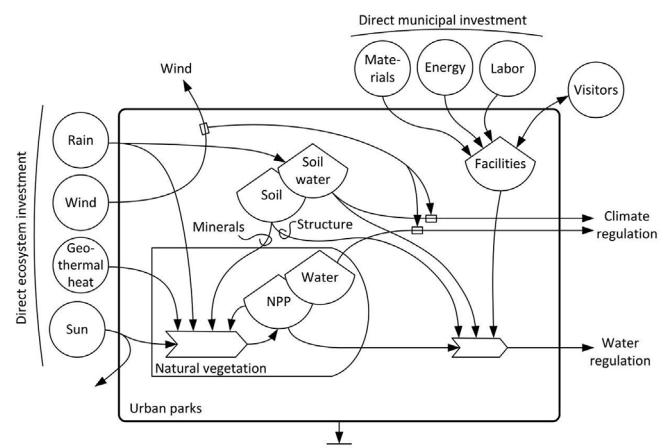 Direct municipal investment
Mate-
rials
Energy
Labor
Visitors
Wind
Direct ecosystem investment
Rain
Wind
Geo-
thermal
heat
Sun
Soil
water
Soil
Facilities
Minerals
Structure
Water
NPP
Natural vegetation
Urban parks
Climate
regulation
Water
regulation